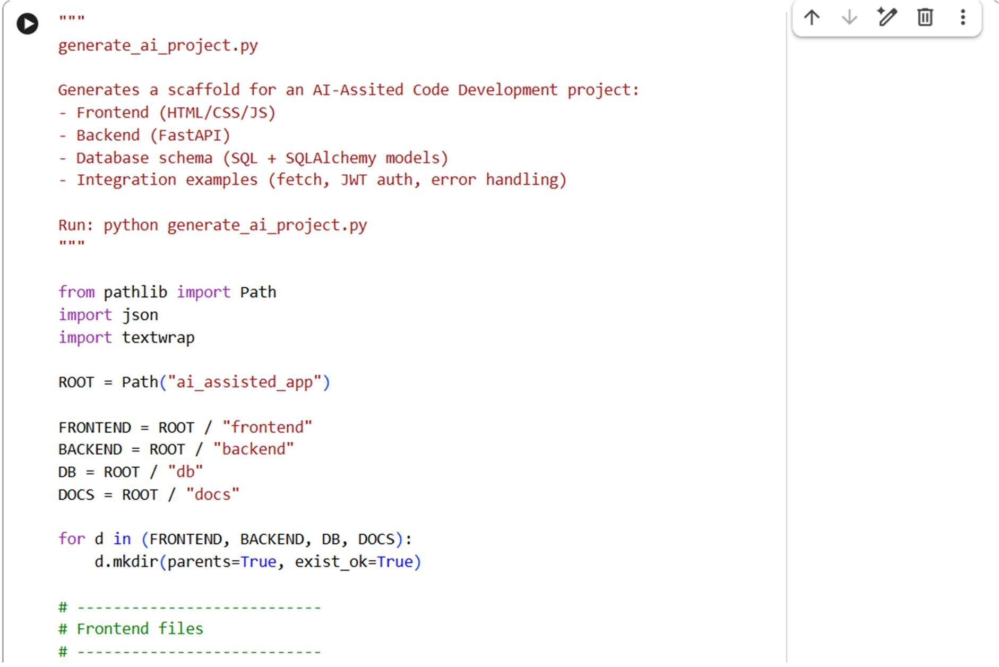 """
generate_ai_project.py
Generates a scaffold for an AI-Assited Code Development project:
- Frontend (HTML/CSS/JS)
- Backend (FastAPI)
- Database schema (SQL + SQLAlchemy models)
- Integration examples (fetch, JWT auth, error handling)
Run: python generate_ai_project.py
"""
from pathlib import Path
import json
import textwrap
ROOT = Path("ai_assisted_app")
FRONTEND = ROOT / "frontend"
BACKEND = ROOT / "backend"
DB = ROOT / "db"
DOCS = ROOT / "docs"
for d in (FRONTEND, BACKEND, DB, DOCS):
    d.mkdir(parents=True, exist_ok=True)
# ---------------------------
# Frontend files
# ---------------------------